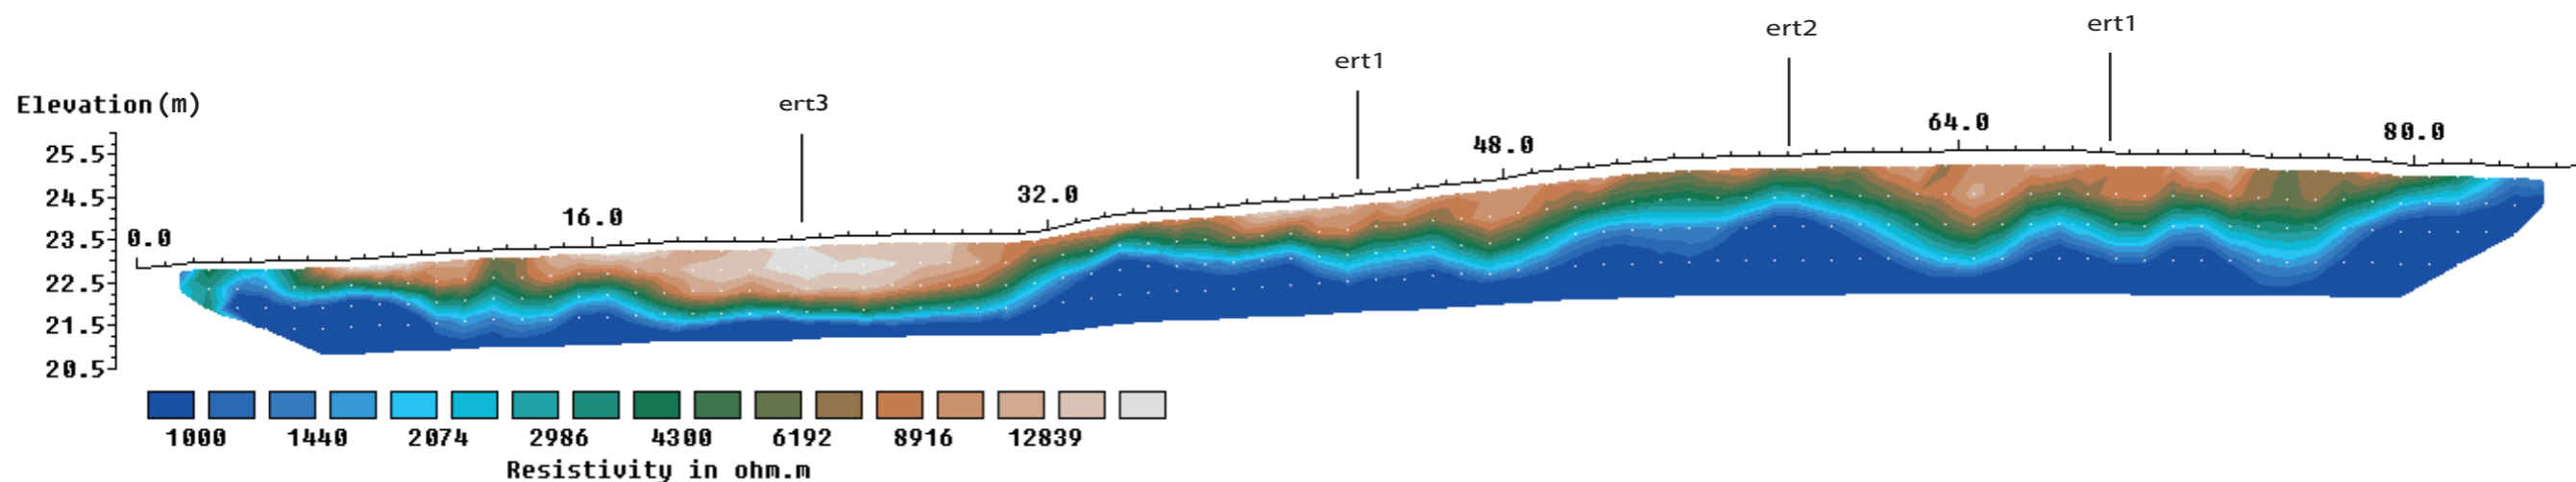 ert1
ert2
ert1
ert3
Elevation(m)
64.0
80.0
48.0
25.5
32.0
24.5
16.0
23.5
0.0
22.5
21.5
20.5
1000 1440 2074 2986 4300 6192 8916 12839
Resistivity in ohm.m